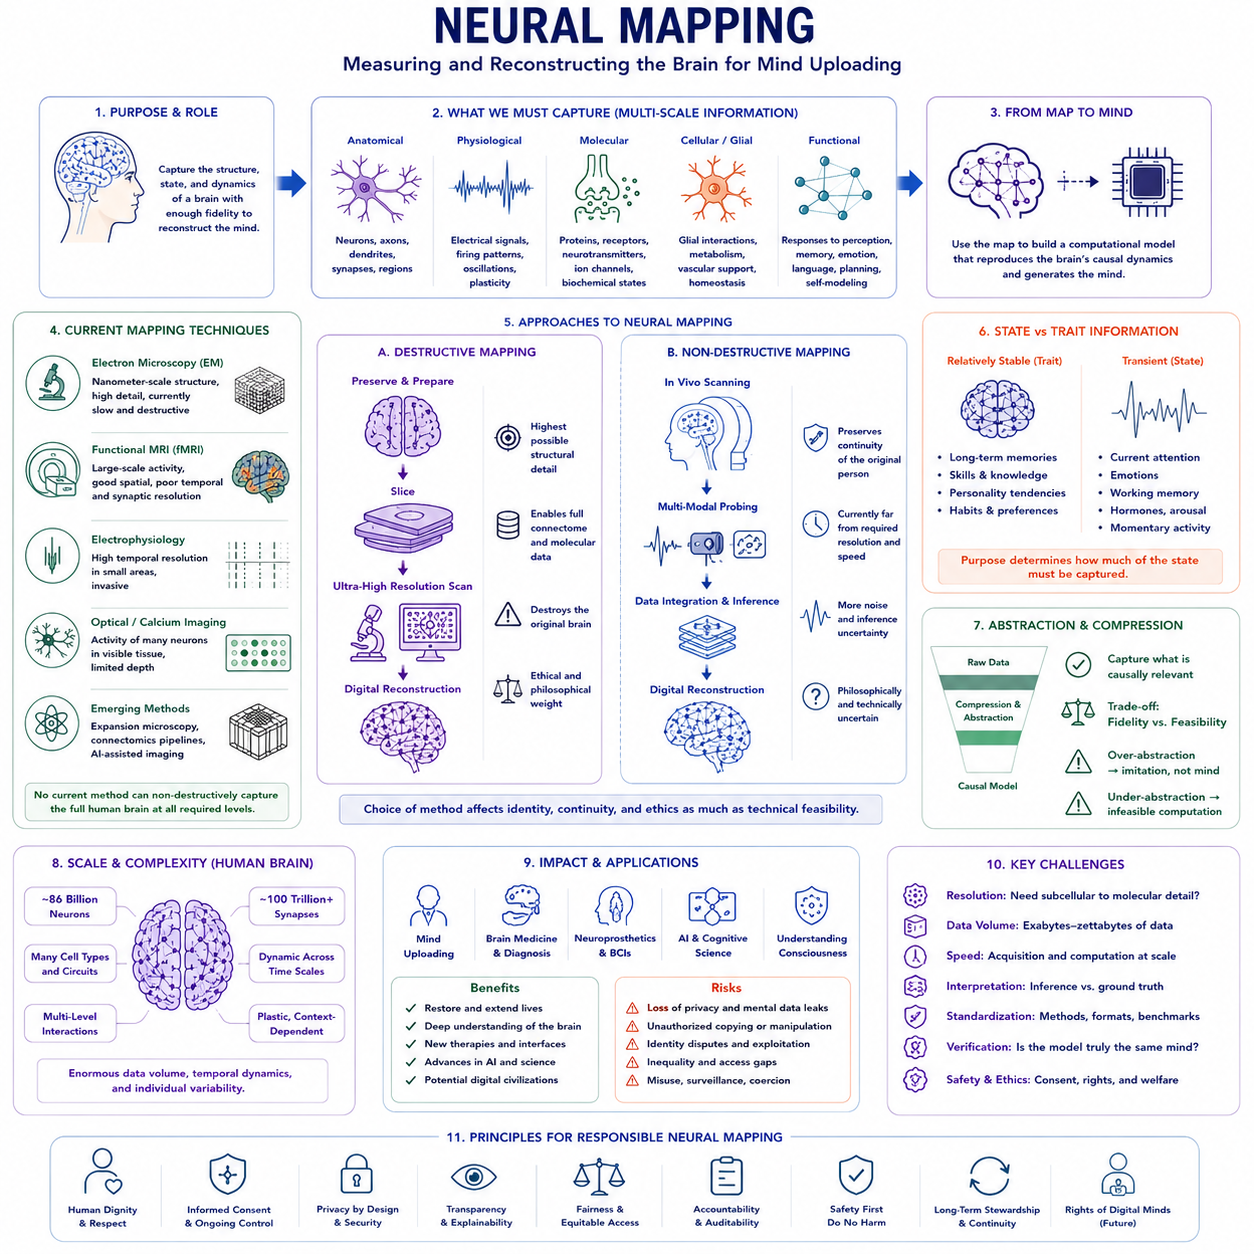 NEURAL MAPPING
Measuring and Reconstructing the Brain for Mind Uploading
1. PURPOSE & ROLE
Capture the structure,
state, and dynamics
of a brain with
enough fidelity to
reconstruct the mind.
2. WHAT WE MUST CAPTURE (MULTI-SCALE INFORMATION)
Anatomical
Neurons, axons,
dendrites,
synapses, regions
Physiological
Electrical signals,
firing patterns,
oscillations,
plasticity
Molecular
Proteins, receptors,
neurotransmitters,
ion channels,
biochemical states
Cellular / Glial
Glial interactions,
metabolism,
vascular support,
homeostasis
Functional
Responses to perception,
memory, emotion,
language, planning,
self-modeling
3. FROM MAP TO MIND
Use the map to build a computational model
that reproduces the brain's causal dynamics
and generates the mind.
4. CURRENT MAPPING TECHNIQUES
Electron Microscopy (EM)
Nanometer-scale structure,
high detail, currently
slow and destructive
Functional MRI (fMRI)
Large-scale activity,
good spatial, poor temporal
and synaptic resolution
Electrophysiology
High temporal resolution
in small areas,
invasive
Optical / Calcium Imaging
Activity of many neurons
in visible tissue,
limited depth
Emerging Methods
Expansion microscopy,
connectomics pipelines,
AI-assisted imaging
No current method can non-destructively capture
the full human brain at all required levels.
5. APPROACHES TO NEURAL MAPPING
A. DESTRUCTIVE MAPPING
Preserve & Prepare
Slice
Ultra-High Resolution Scan
Digital Reconstruction
Highest
possible
structural
detail
Enables full
connectome
and molecular
data
Destroys the
original brain
Ethical and
philosophical
weight
B. NON-DESTRUCTIVE MAPPING
In Vivo Scanning
Multi-Modal Probing
Data Integration & Inference
Digital Reconstruction
Preserves
continuity
of the original
person
Currently far
from required
resolution and
speed
More noise
and inference
uncertainty
Philosophically
and technically
uncertain
Choice of method affects identity, continuity, and ethics as much as technical feasibility.
6. STATE vs TRAIT INFORMATION
Relatively Stable (Trait)
• Long-term memories
• Skills & knowledge
• Personality tendencies
• Habits & preferences
Transient (State)
• Current attention
• Emotions
• Working memory
• Hormones, arousal
• Momentary activity
Purpose determines how much of the state
must be captured.
7. ABSTRACTION & COMPRESSION
Raw Data
Compression &
Abstraction
Causal Model
Capture what is
causally relevant
Trade-off:
Fidelity vs. Feasibility
Over-abstraction
→ imitation, not mind
Under-abstraction →
infeasible computation
8. SCALE & COMPLEXITY (HUMAN BRAIN)
~86 Billion
Neurons
Many Cell Types
and Circuits
Multi-Level
Interactions
~100 Trillion+
Synapses
Dynamic Across
Time Scales
Plastic, Context-
Dependent
Enormous data volume, temporal dynamics,
and individual variability.
9. IMPACT & APPLICATIONS
Mind
Uploading
Brain Medicine
& Diagnosis
Neuroprosthetics
& BCIs
AI & Cognitive
Science
Understanding
Consciousness
Benefits
Restore and extend lives
Deep understanding of the brain
New therapies and interfaces
Advances in AI and science
Potential digital civilizations
Risks
Loss of privacy and mental data leaks
Unauthorized copying or manipulation
Identity disputes and exploitation
Inequality and access gaps
Misuse, surveillance, coercion
10. KEY CHALLENGES
Resolution: Need subcellular to molecular detail?
Data Volume: Exabytes–zettabytes of data
Speed: Acquisition and computation at scale
Interpretation: Inference vs. ground truth
Standardization: Methods, formats, benchmarks
Verification: Is the model truly the same mind?
Safety & Ethics: Consent, rights, and welfare
11. PRINCIPLES FOR RESPONSIBLE NEURAL MAPPING
Human Dignity
& Respect
Informed Consent
& Ongoing Control
Privacy by Design
& Security
Transparency
& Explainability
Fairness &
Equitable Access
Accountability
& Auditability
Safety First
Do No Harm
Long-Term Stewardship
& Continuity
Rights of Digital Minds
(Future)